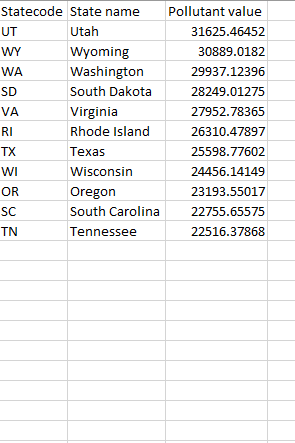 Statecode State name Pollutant value
UT Utah 31625.46452
WY Wyoming 30889.0182
WA Washington 29937.12396
SD South Dakota 28249.01275
VA Virginia 27952.78365
RI Rhode Island 26310.47897
TX Texas 25598.77602
WI Wisconsin 24456.14149
OR Oregon 23193.55017
SC South Carolina 22755.65575
TN Tennessee 22516.37868